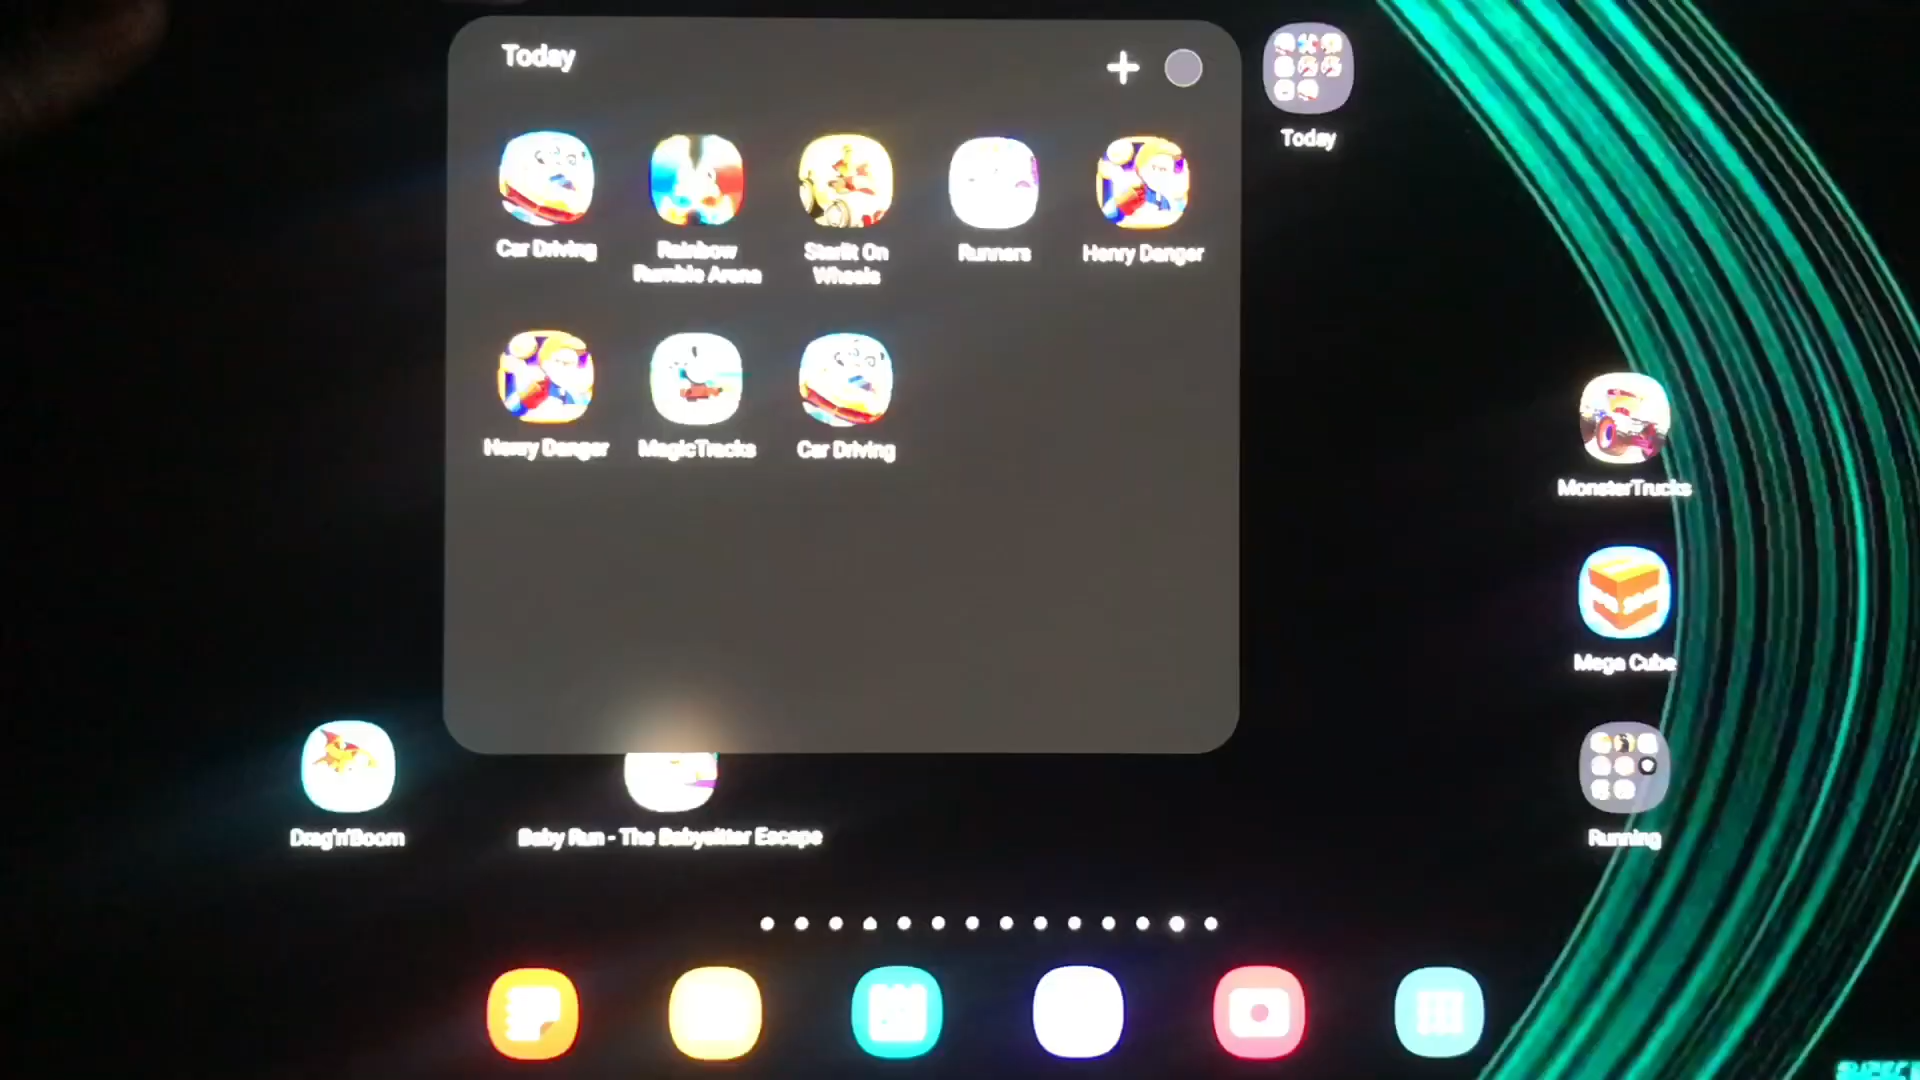 Today
Today
Car Driving
Rainbow
Rumble Arena
Starlit On
Wheels
Runners
Henry Danger
Henry Danger
MagicTracks
Car Driving
MonsterTrucks
Mega Cube
Drag'n'Boom
Baby Run - The Babysitter Escape
Running